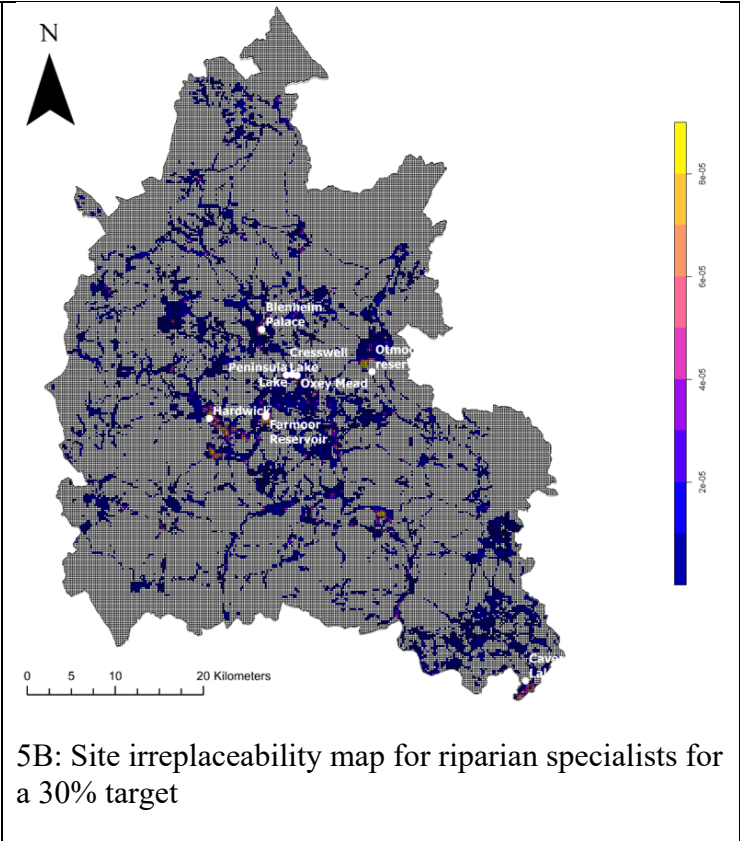 N
8e-05
6e-05
4e-05
2e-05
Blenheim
Palace
Cresswell
Peninsula Lake
Lake
Oxey Mead
Hardwick
Farmoor
Reservoir
0 5 10 20 Kilometers
5B: Site irreplaceability map for riparian specialists for
a 30% target